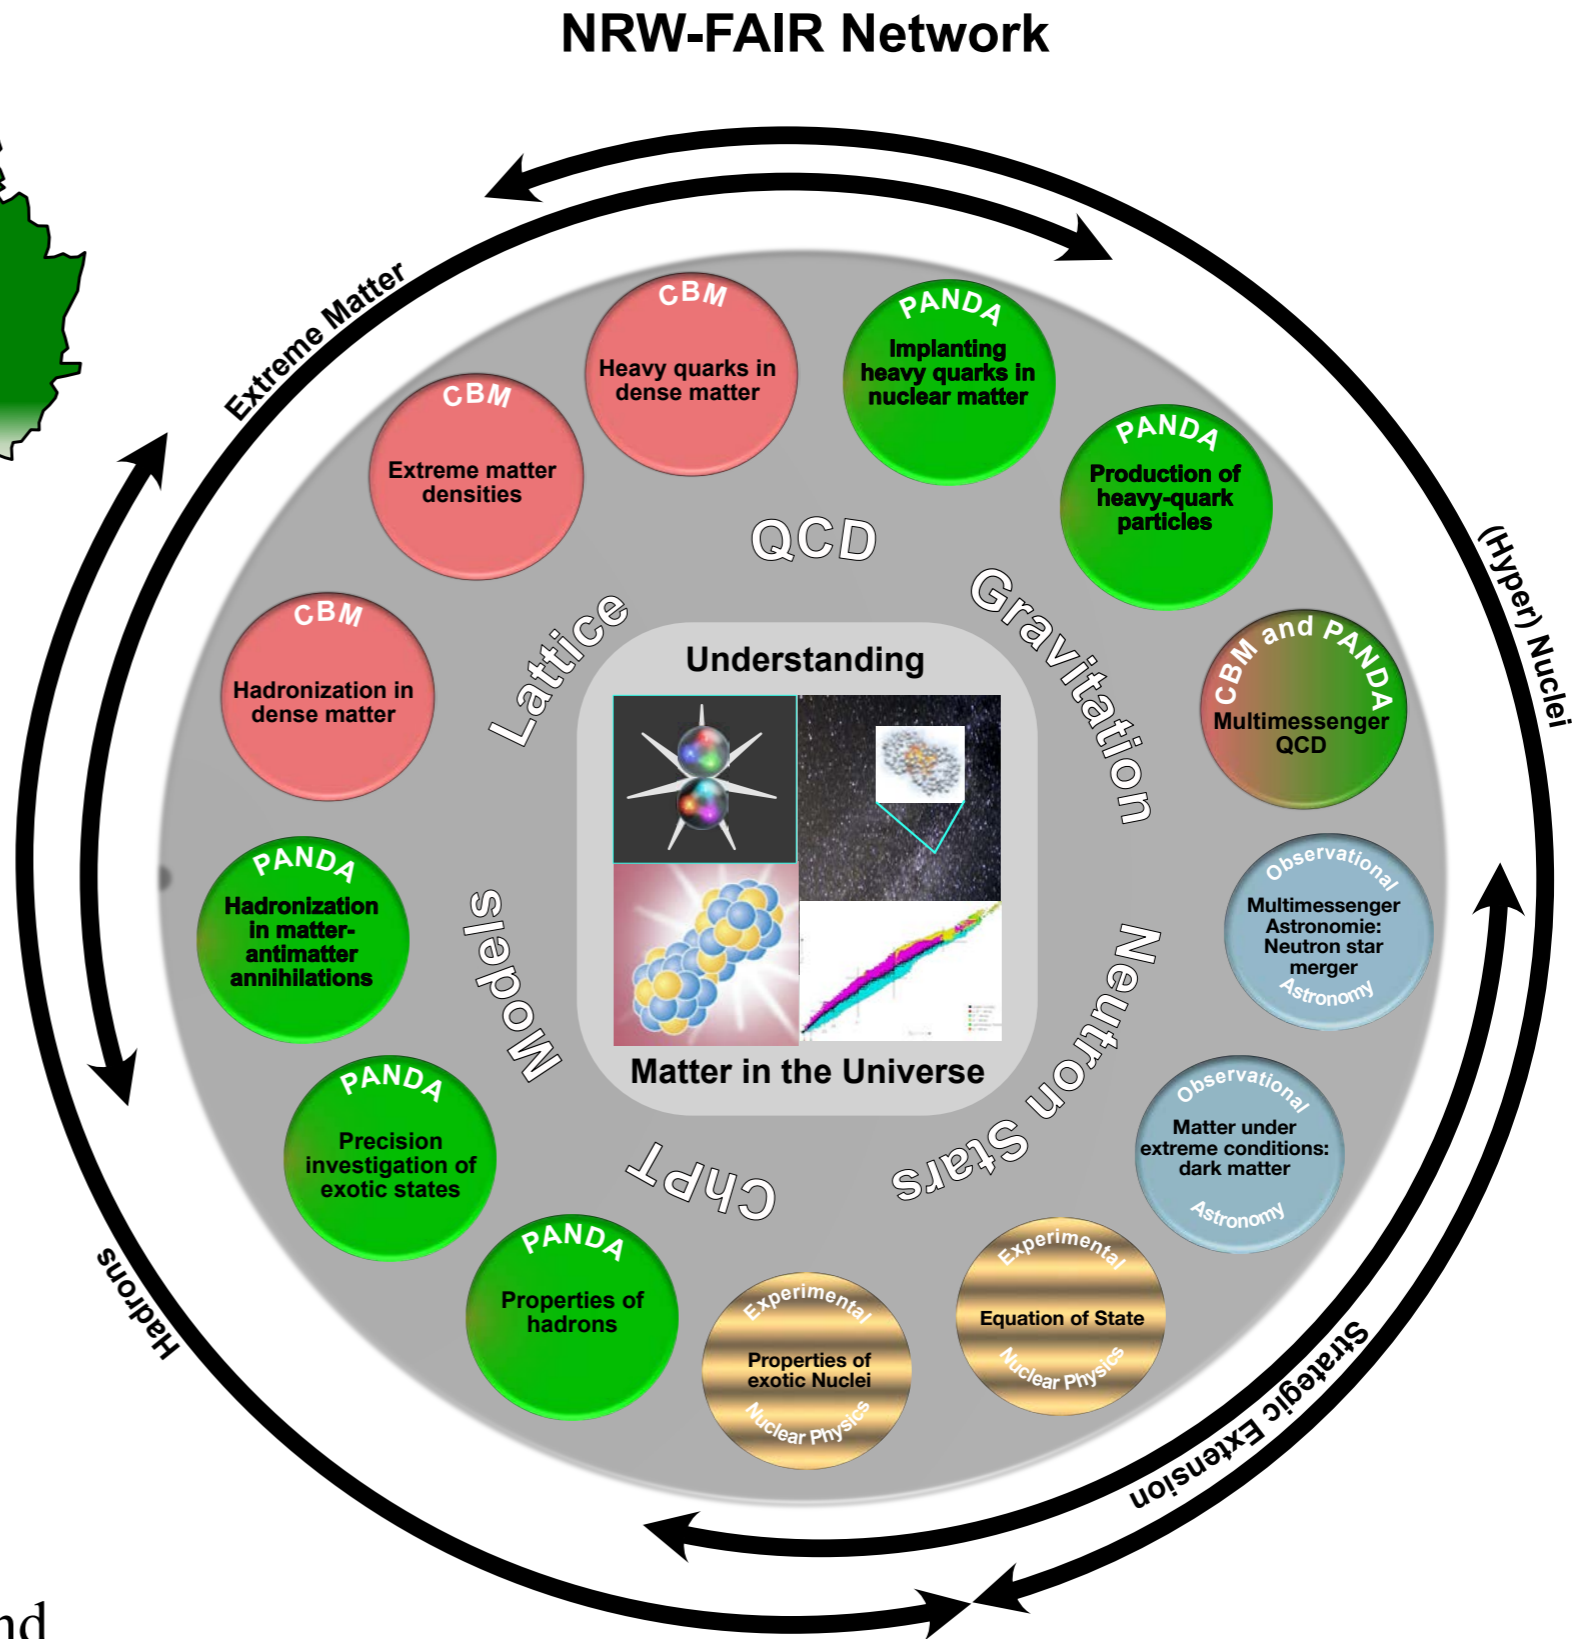 NRW-FAIR Network
Extreme Matter
(Hyper) Nuclei
Hadrons
Strategic Extension
CBM
Heavy quarks in
dense matter
PANDA
Implanting
heavy quarks in
nuclear matter
CBM
Extreme matter
densities
PANDA
Production of
heavy-quark
particles
CBM
Hadronization in
dense matter
CBM and PANDA
Multimessenger
QCD
PANDA
Hadronization
in matter-
antimatter
annihilations
Observational
Multimessenger
Astronomie:
Neutron star
merger
Astronomy
PANDA
Precision
investigation of
exotic states
Observational
Matter under
extreme conditions:
dark matter
Astronomy
PANDA
Properties of
hadrons
Experimental
Properties of
exotic Nuclei
Nuclear Physics
Experimental
Equation of State
Nuclear Physics
QCD
Lattice
Gravitation
Models
Neutron Stars
ChPT
Understanding
Matter in the Universe
nd